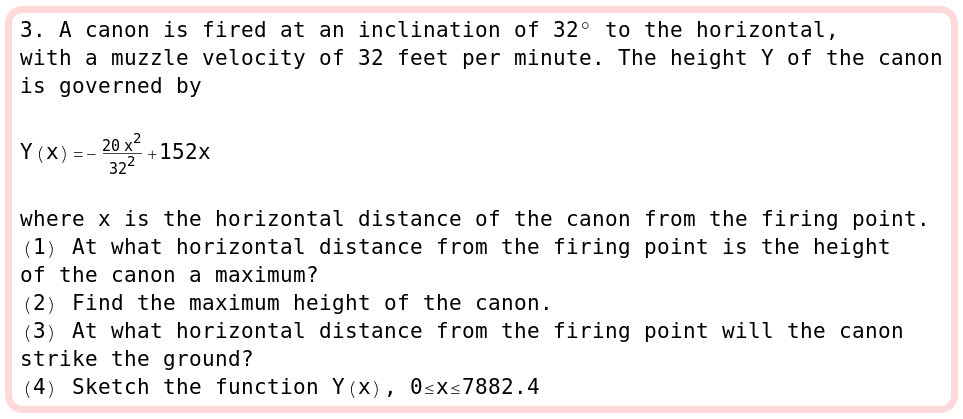 3. A canon is fired at an inclination of 32° to the horizontal,
with a muzzle velocity of 32 feet per minute. The height Y of the canon
is governed by
Y(x)=-\frac{20x^2}{32^2}+152x
where x is the horizontal distance of the canon from the firing point.
(1) At what horizontal distance from the firing point is the height
of the canon a maximum?
(2) Find the maximum height of the canon.
(3) At what horizontal distance from the firing point will the canon
strike the ground?
(4) Sketch the function Y(x), 0≤x≤7882.4